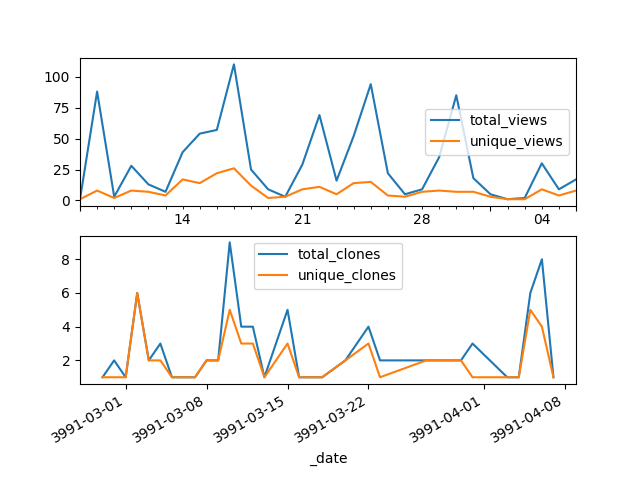 100
75
50
25
0
total_views
unique_views
14 21 28 04
8
6
4
2
total_clones
unique_clones
3991-03-01 3991-03-08 3991-03-15 3991-03-22 3991-04-01 3991-04-08
_date